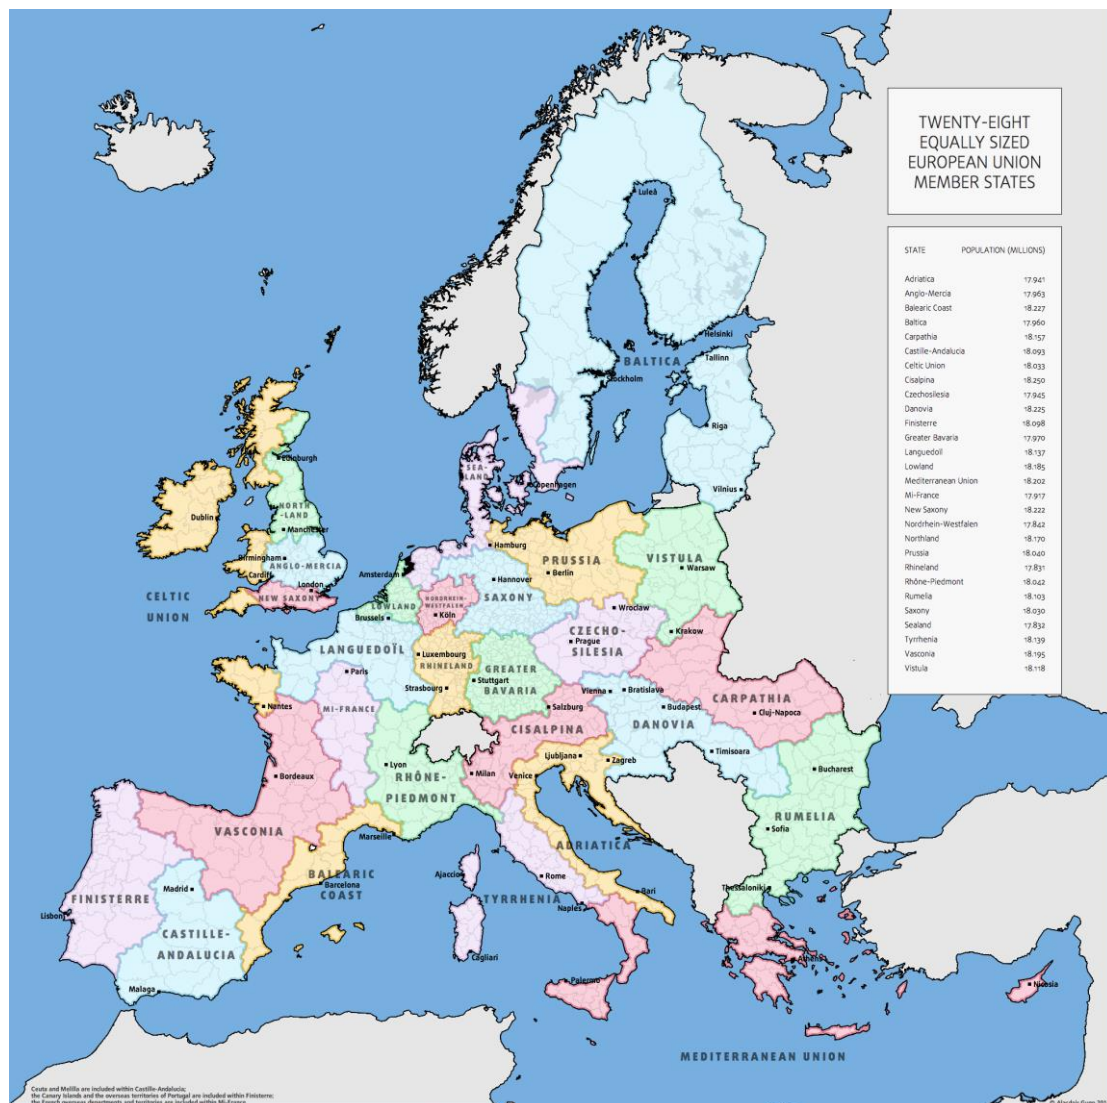 TWENTY-EIGHT
EQUALLY SIZED
EUROPEAN UNION
MEMBER STATES
STATE POPULATION (MILLIONS)
Adriatica 17.941
Anglo-Mercia 17.963
Balearic Coast 18.227
Baltica 17.960
Carpathia 18.157
Castille-Andalucia 18.093
Celtic Union 18.033
Cisalpina 18.250
Czechosilesia 17.945
Danovia 18.225
Finisterre 18.098
Greater Bavaria 17.970
Languedoll 18.137
Lowland 18.185
Mediterranean Union 18.202
Mi-France 17.917
New Saxony 18.222
Nordrhein-Westfalen 17.842
Northland 18.170
Prussia 18.040
Rhineland 17.831
Rhône-Piedmont 18.042
Rumelia 18.103
Saxony 18.030
Sealand 17.832
Tyrrhenia 18.139
Vasconia 18.195
Vistula 18.118
Luleå
Helsinki
BALTICA
Tallinn
Stockholm
Riga
Vilnius
SEA-
LAND
Copenhagen
Edinburgh
NORTH
-LAND
Dublin
Manchester
Birmingham
ANGLO-MERCIA
Cardiff
London
NEW SAXONY
CELTIC
UNION
Hamburg
PRUSSIA
Berlin
VISTULA
Warsaw
Amsterdam
Hannover
SAXONY
LOWLAND
Brussels
NORDRHEIN-
WESTFALEN
Köln
Wroclaw
CZECHO-
SILESIA
Prague
Krakow
LANGUEDOÏL
Paris
Luxembourg
RHINELAND
Strasbourg
GREATER
BAVARIA
Stuttgart
Vienna
Bratislava
CARPATHIA
Cluj-Napoca
Nantes
MI-FRANCE
Salzburg
CISALPINA
Budapest
DANOVIA
Timisoara
Ljubljana
Zagreb
Lyon
RHÔNE-
PIEDMONT
Milan
Venice
Bucharest
RUMELIA
Sofia
Bordeaux
VASCONIA
Marseille
ADRIATICA
BALEARIC
COAST
Barcelona
Ajaccio
Rome
TYRRHENIA
Naples
Bari
Thessaloniki
Madrid
FINISTERRE
Lisbon
CASTILLE-
ANDALUCIA
Malaga
Cagliari
Palermo
Athens
Nicosia
MEDITERRANEAN UNION
Ceuta and Melilla are included within Castille-Andalucia;
the Canary Islands and the overseas territories of Portugal are included within Finisterre;